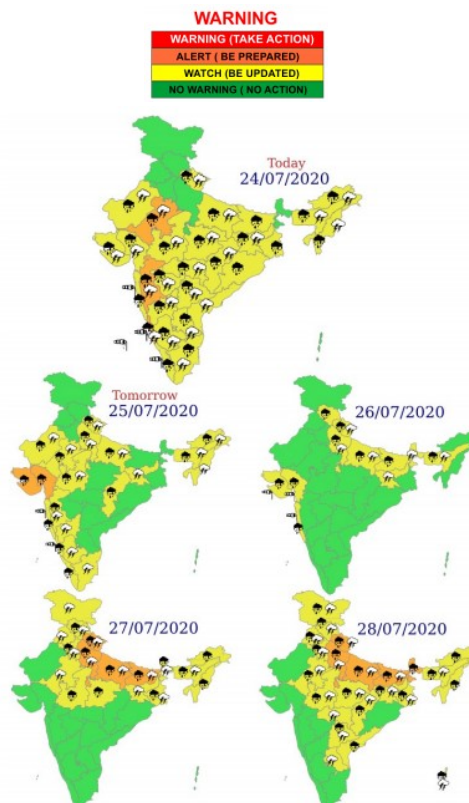 WARNING
WARNING (TAKE ACTION)
ALERT ( BE PREPARED)
WATCH (BE UPDATED)
NO WARNING ( NO ACTION)
Today
24/07/2020
Tomorrow
25/07/2020
26/07/2020
27/07/2020
28/07/2020